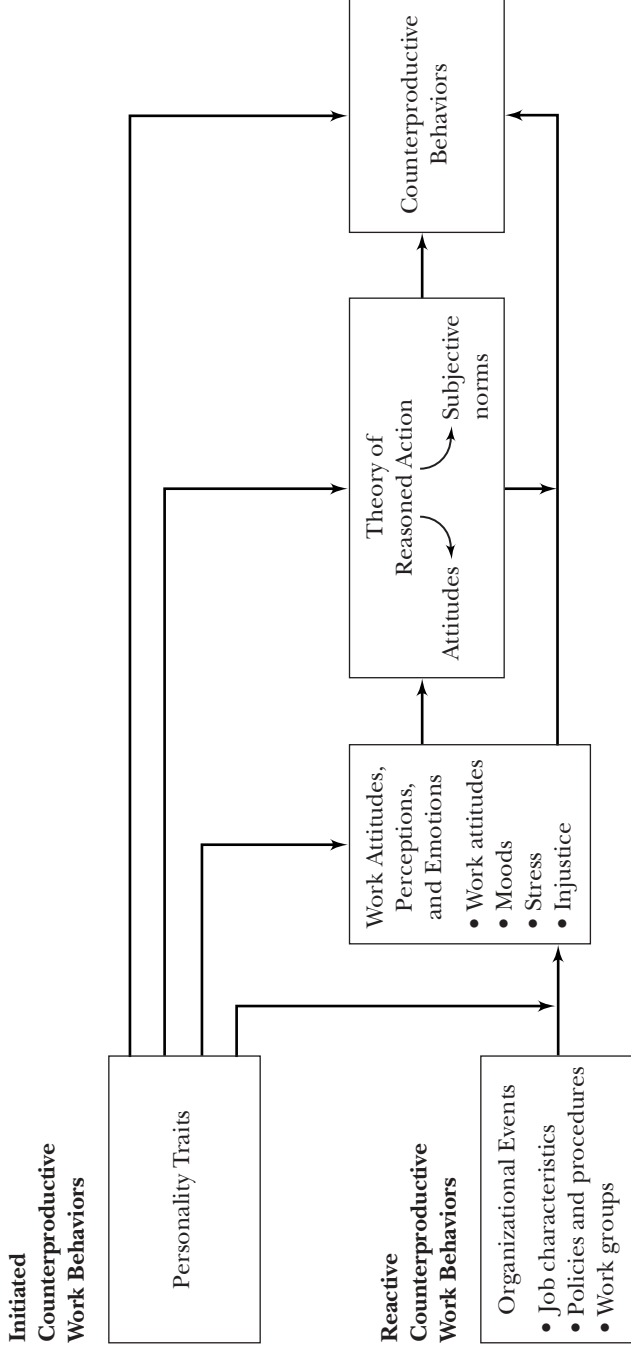 Initiated
Counterproductive
Work Behaviors
Personality Traits
Reactive
Counterproductive
Work Behaviors
Organizational Events
• Job characteristics
• Policies and procedures
• Work groups
Work Attitudes,
Perceptions,
and Emotions
• Work attitudes
• Moods
• Stress
• Injustice
Theory of
Reasoned Action
Attitudes
Subjective
norms
Counterproductive
Behaviors